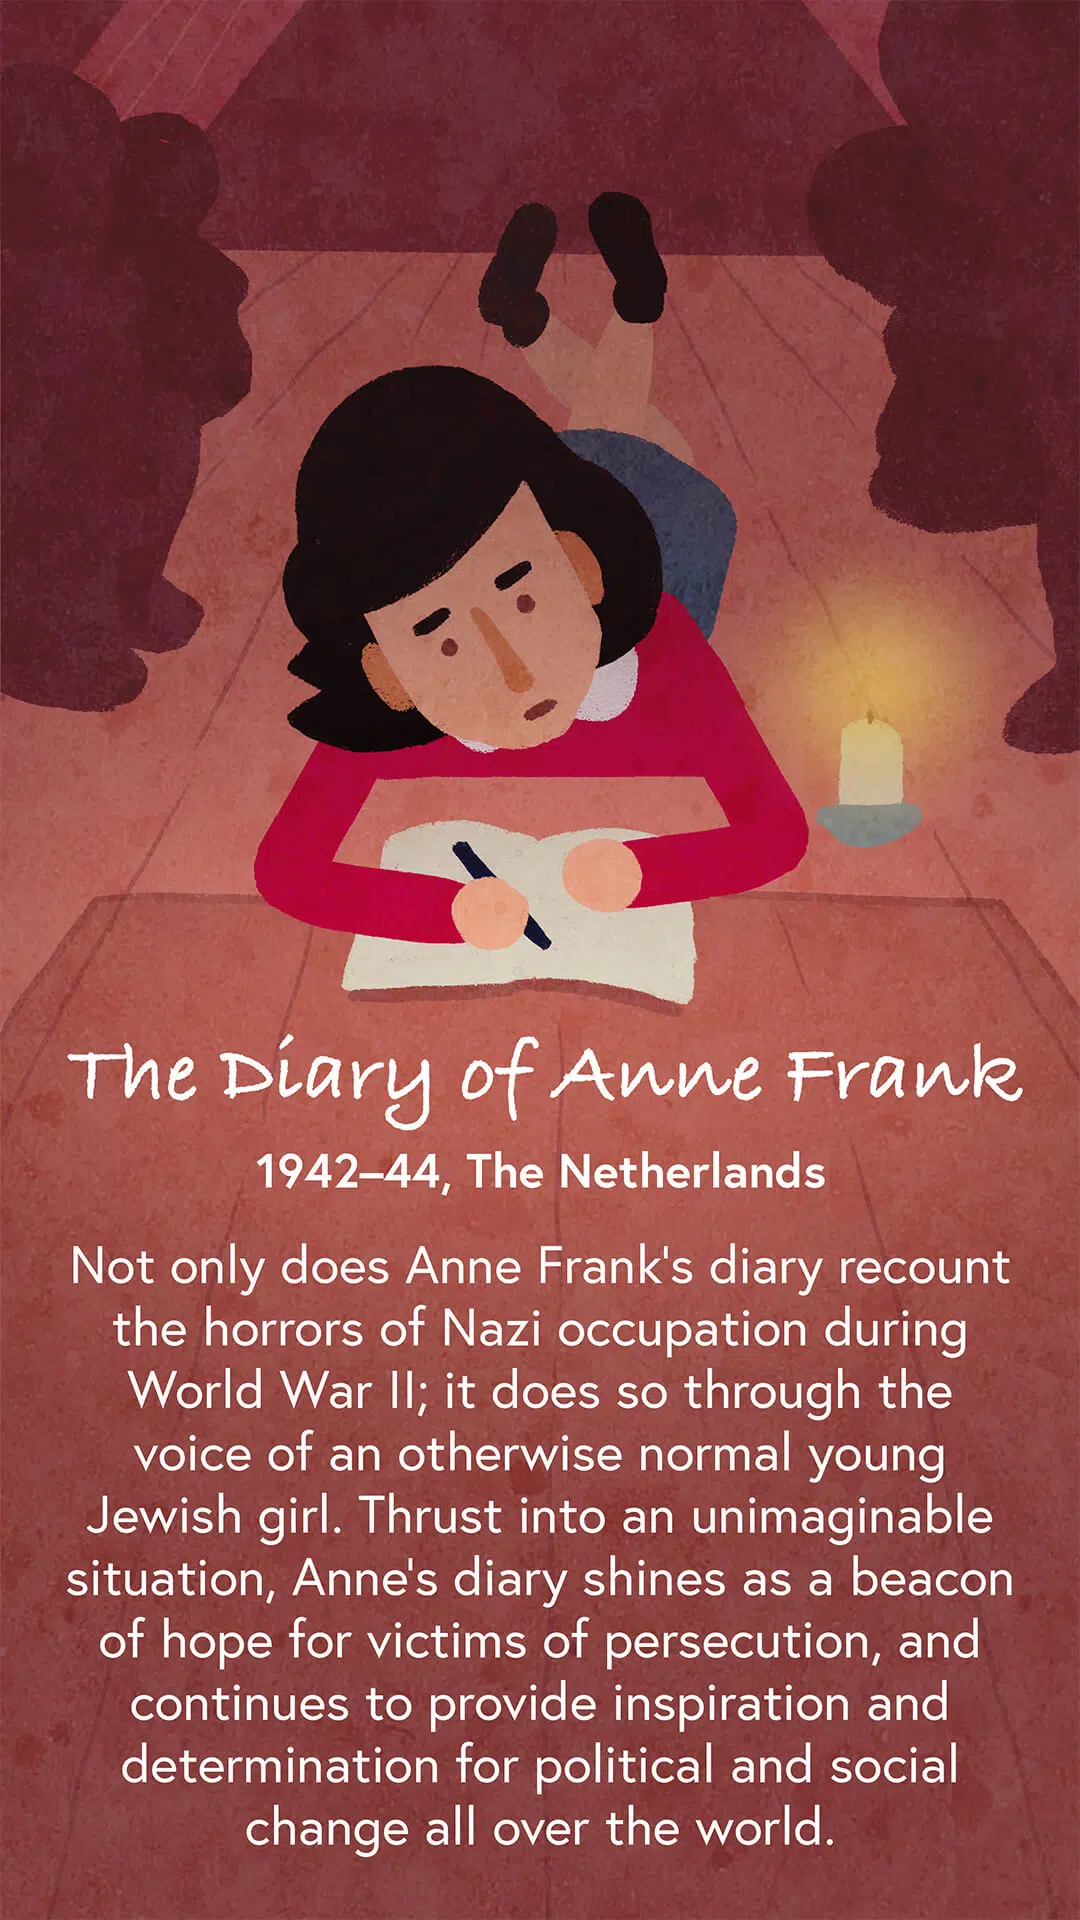 The Diary of Anne Frank
1942–44, The Netherlands
Not only does Anne Frank's diary recount
the horrors of Nazi occupation during
World War II; it does so through the
voice of an otherwise normal young
Jewish girl. Thrust into an unimaginable
situation, Anne's diary shines as a beacon
of hope for victims of persecution, and
continues to provide inspiration and
determination for political and social
change all over the world.